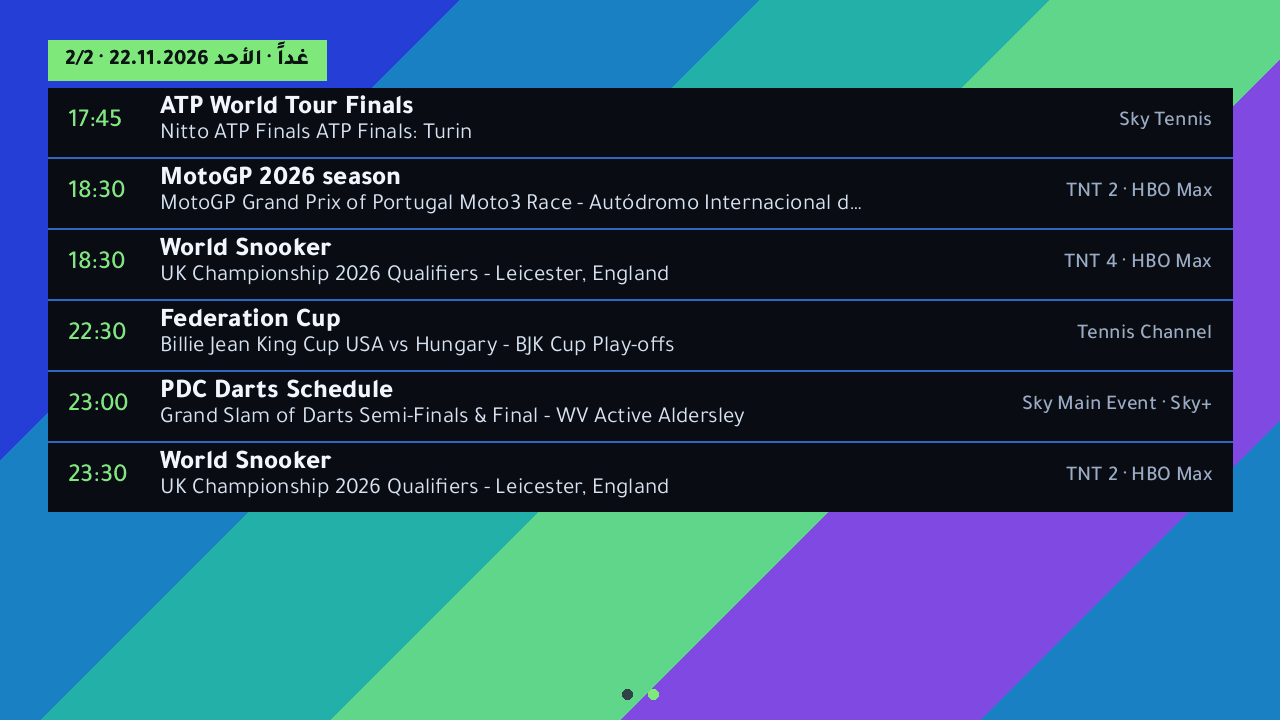 غداً · الأحد 22.11.2026 · 2/2
17:45
ATP World Tour Finals
Nitto ATP Finals ATP Finals: Turin
Sky Tennis
18:30
MotoGP 2026 season
MotoGP Grand Prix of Portugal Moto3 Race - Autódromo Internacional d…
TNT 2 · HBO Max
18:30
World Snooker
UK Championship 2026 Qualifiers - Leicester, England
TNT 4 · HBO Max
22:30
Federation Cup
Billie Jean King Cup USA vs Hungary - BJK Cup Play-offs
Tennis Channel
23:00
PDC Darts Schedule
Grand Slam of Darts Semi-Finals & Final - WV Active Aldersley
Sky Main Event · Sky+
23:30
World Snooker
UK Championship 2026 Qualifiers - Leicester, England
TNT 2 · HBO Max